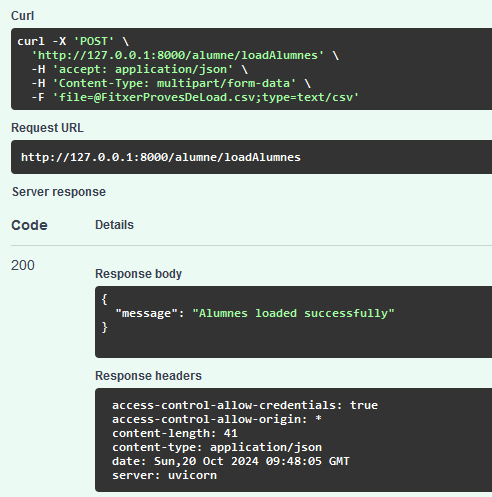 Curl
curl -X 'POST' \
'http://127.0.0.1:8000/alumne/loadAlumnes' \
-H 'accept: application/json' \
-H 'Content-Type: multipart/form-data' \
-F 'file=@FitxerProvesDeLoad.csv;type=text/csv'
Request URL
http://127.0.0.1:8000/alumne/loadAlumnes
Server response
Code Details
200
Response body
{
"message": "Alumnes loaded successfully"
}
Response headers
access-control-allow-credentials: true
access-control-allow-origin: *
content-length: 41
content-type: application/json
date: Sun,20 Oct 2024 09:48:05 GMT
server: uvicorn